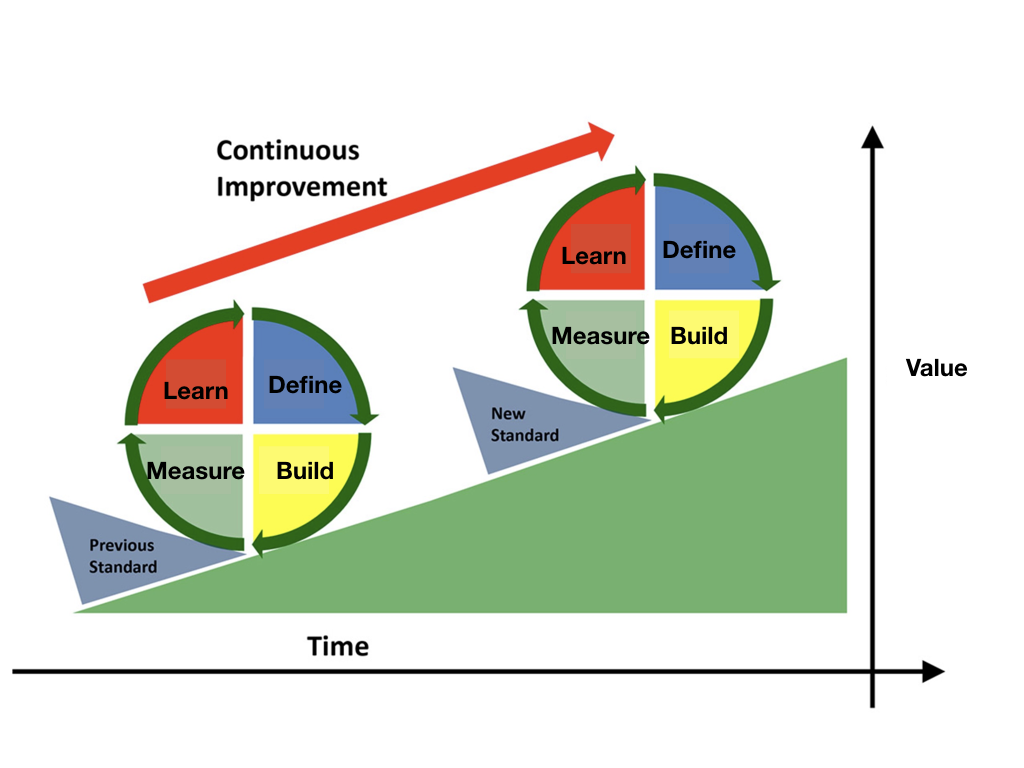 Continuous
Improvement
Learn
Define
Measure
Build
New
Standard
Value
Learn
Define
Measure
Build
Previous
Standard
Time